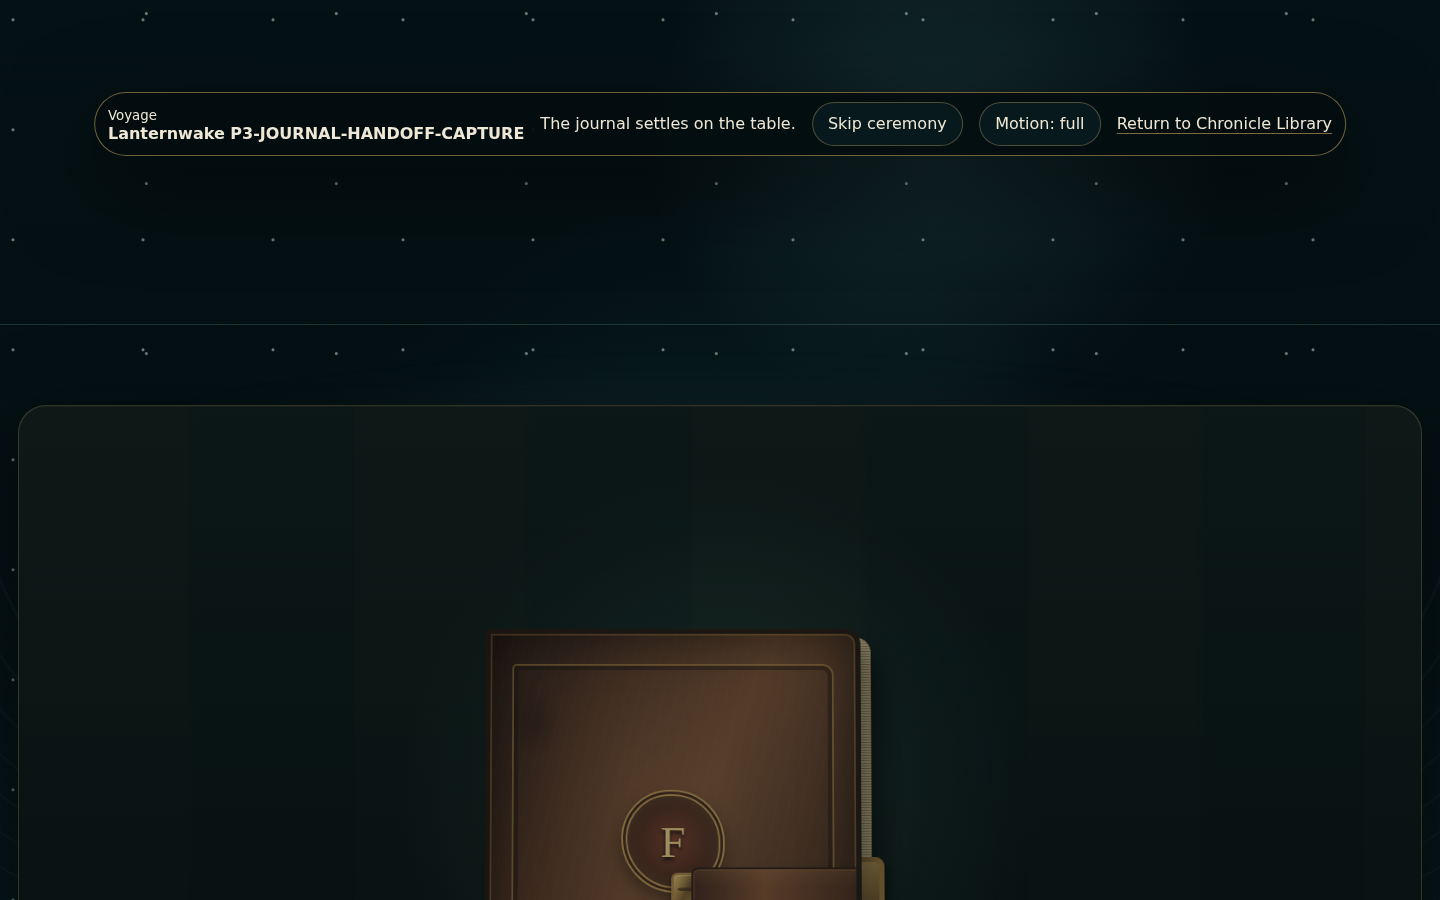 Voyage
Lanternwake P3-JOURNAL-HANDOFF-CAPTURE
The journal settles on the table.
Skip ceremony
Motion: full
Return to Chronicle Library
F